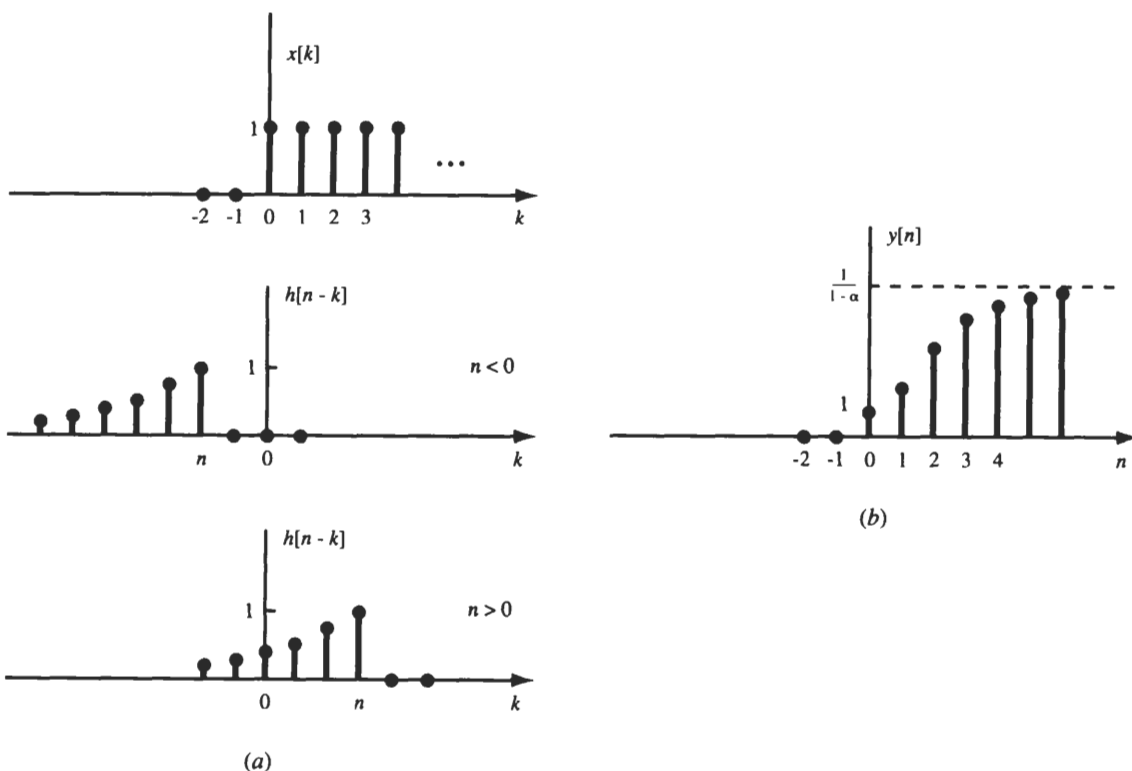 x[k]
1
...
-2 -1 0 1 2 3 k
h[n - k]
1
n < 0
n 0 k
h[n - k]
1
n > 0
0 n k
(a)
y[n]
1
1 - α
1
-2 -1 0 1 2 3 4 n
(b)